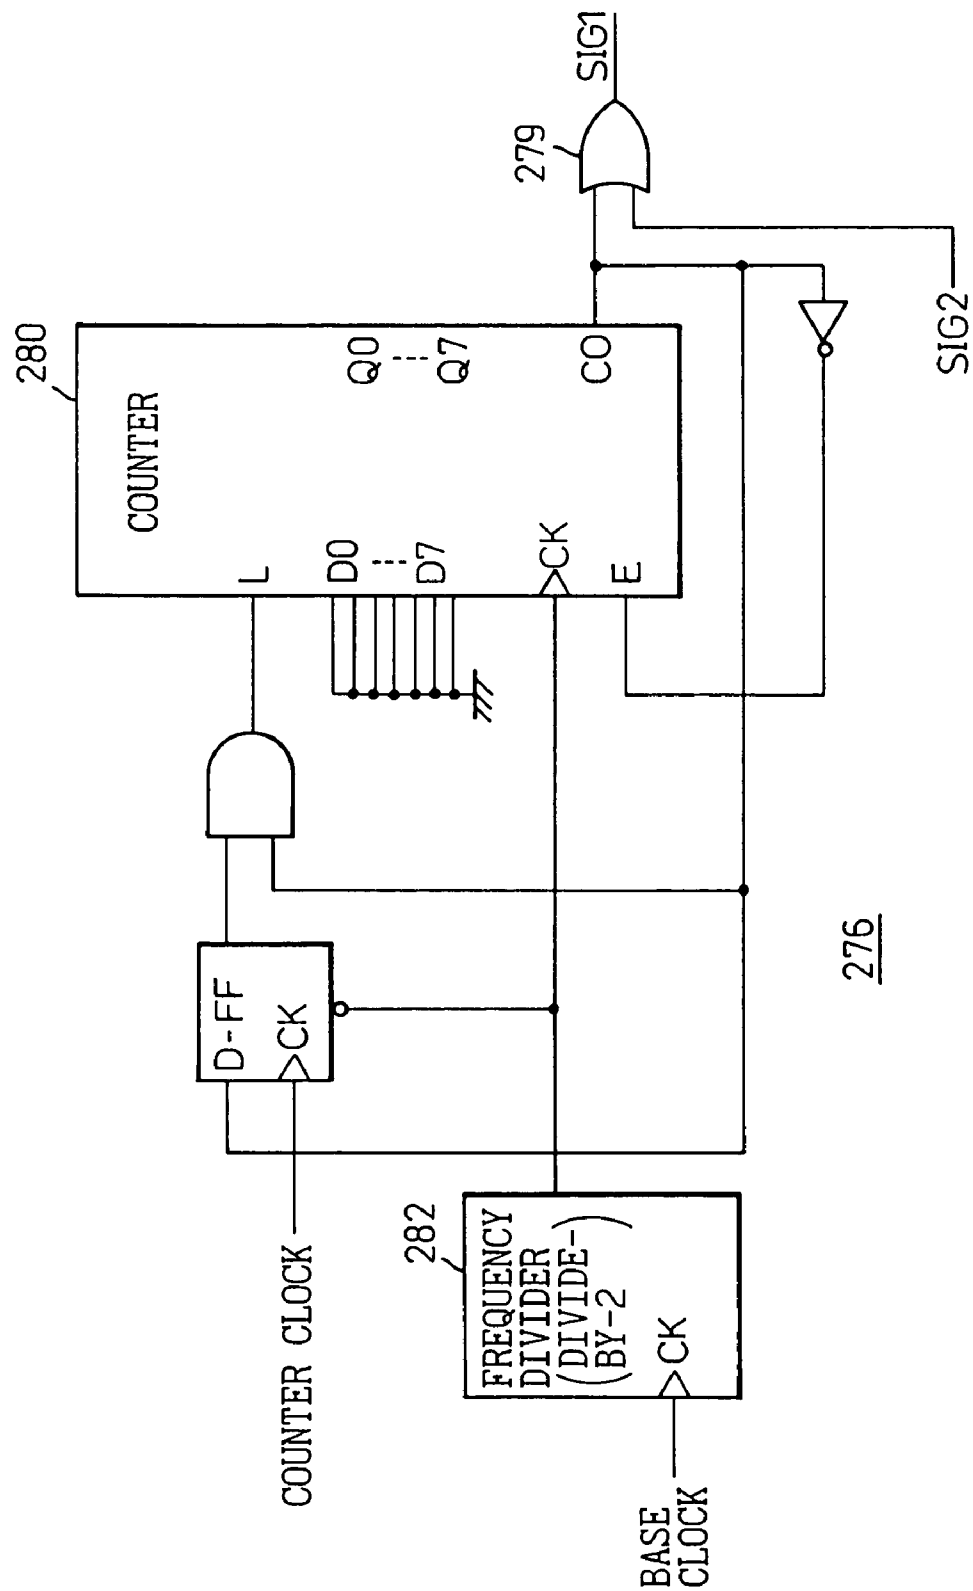 COUNTER CLOCK
D-FF
CK
282
FREQUENCY
DIVIDER
(DIVIDE-
BY-2)
CK
BASE
CLOCK
280
COUNTER
L
D0
D7
CK
E
Q0
Q7
CO
279
SIG1
SIG2
276